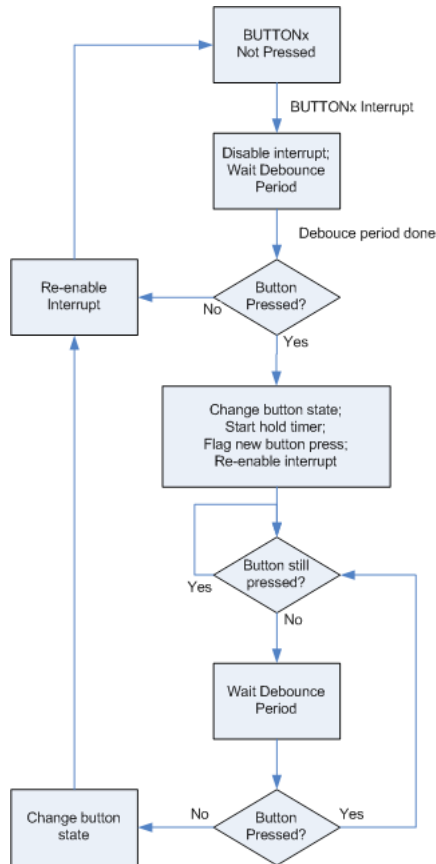 BUTTONx
Not Pressed
BUTTONx Interrupt
Disable interrupt;
Wait Debounce
Period
Debouce period done
Re-enable
Interrupt
Button
Pressed?
No
Yes
Change button state;
Start hold timer;
Flag new button press;
Re-enable interrupt
Button still
pressed?
Yes
No
Wait Debounce
Period
Change button
state
No
Button
Pressed?
Yes